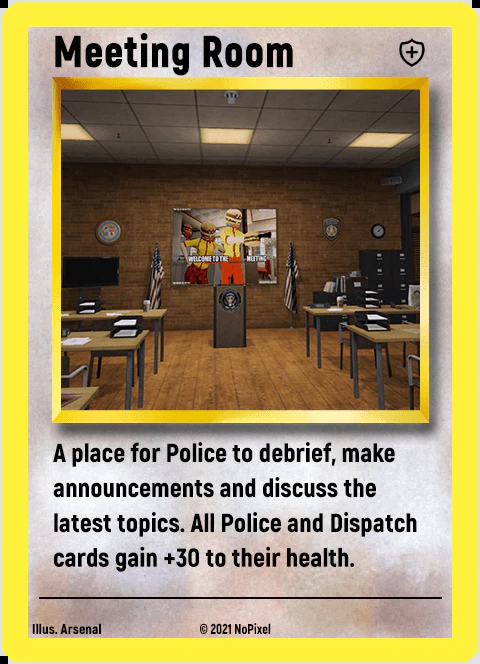 Meeting Room
WELCOME TO THE MEETING
A place for Police to debrief, make
announcements and discuss the
latest topics. All Police and Dispatch
cards gain +30 to their health.
Illus. Arsenal © 2021 NoPixel